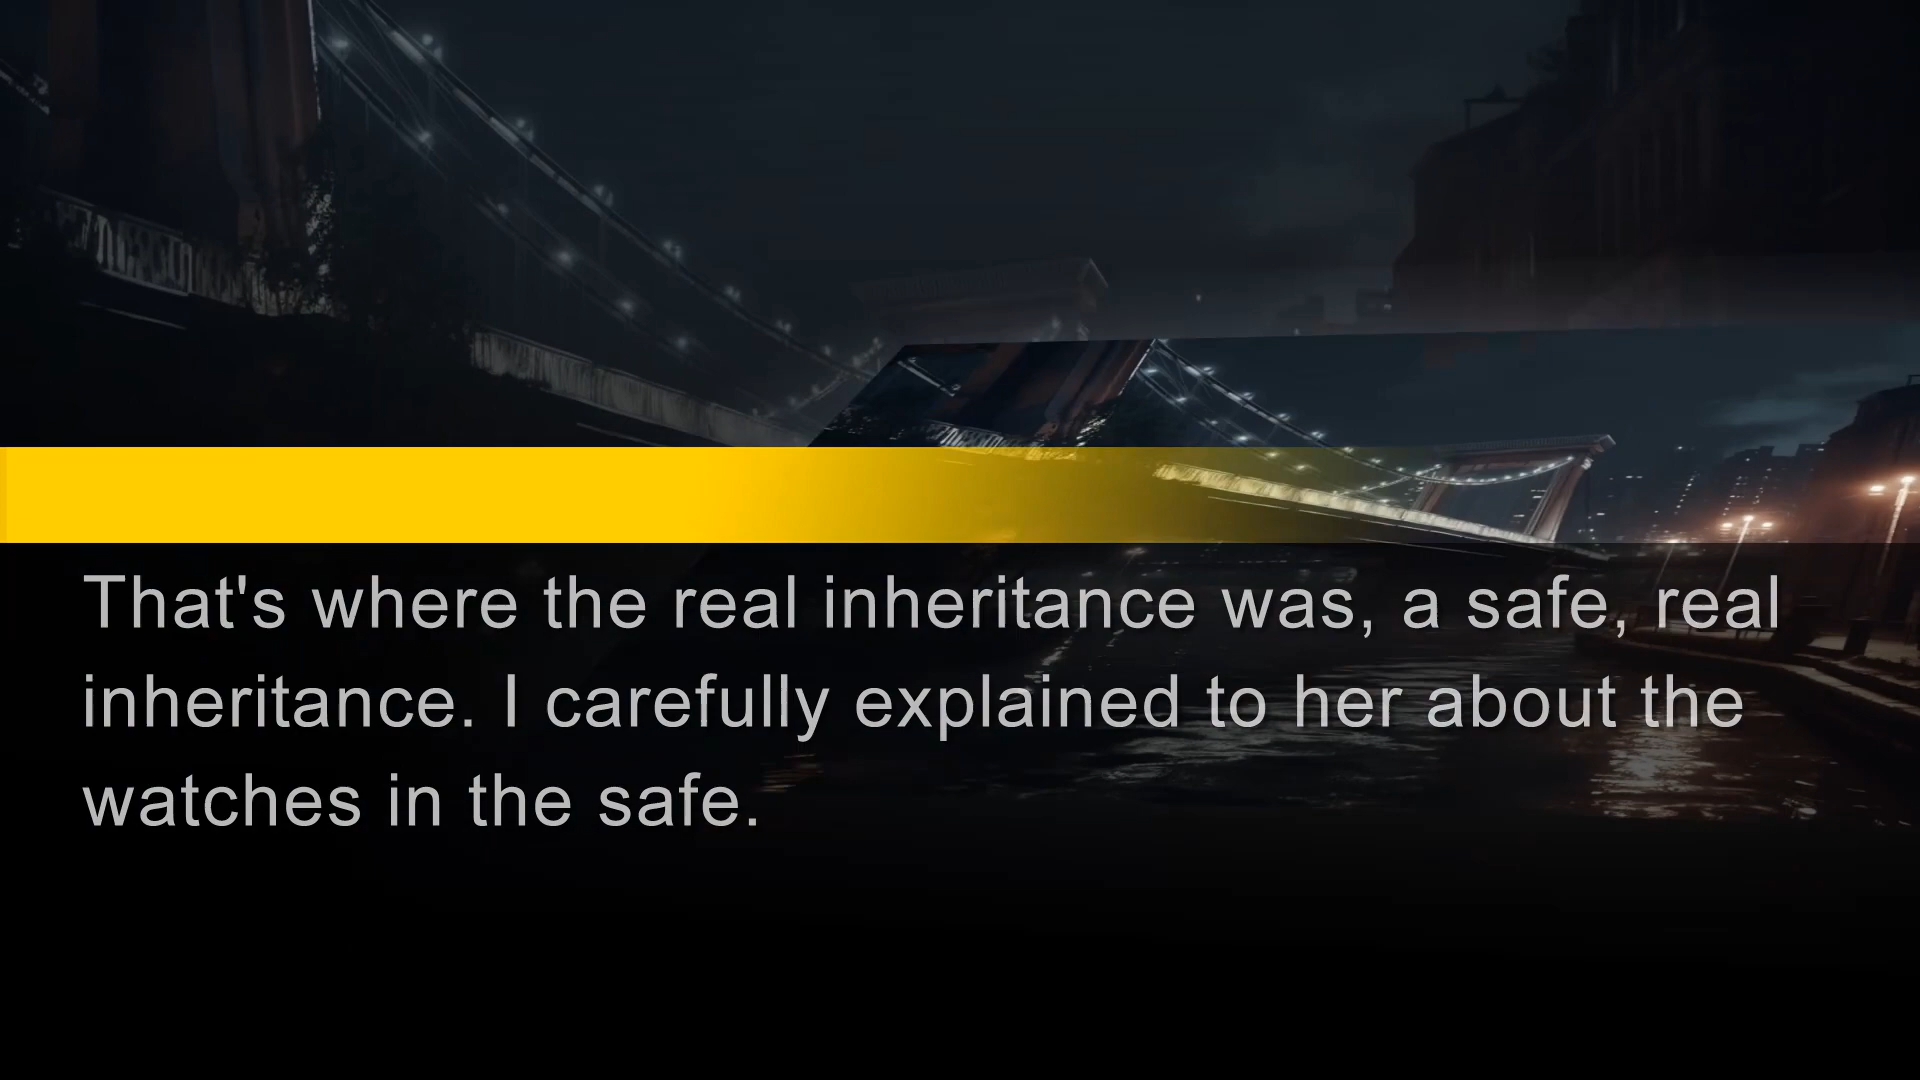 That's where the real inheritance was, a safe, real
inheritance. I carefully explained to her about the
watches in the safe.